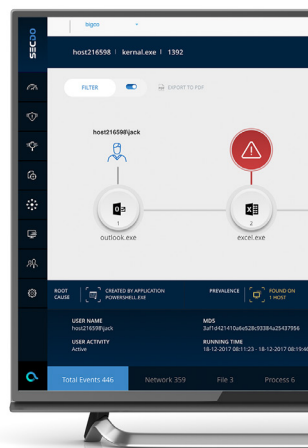 bigon
SECDO
host216598 | kernal.exe | 1392
FILTER
EXPORT TO PDF
host216598\jack
1
outlook.exe
2
excel.exe
ROOT CAUSE
CREATED BY APPLICATION
POWERSHELL.EXE
PREVALENCE
FOUND ON
1 HOST
USER NAME
host216598\jack
MD5
3af1d421410a6e528c93384a25437956
USER ACTIVITY
Active
RUNNING TIME
18-12-2017 08:11:23 - 18-12-2017 08:19:46
Total Events 446
Network 359
File 3
Process 6